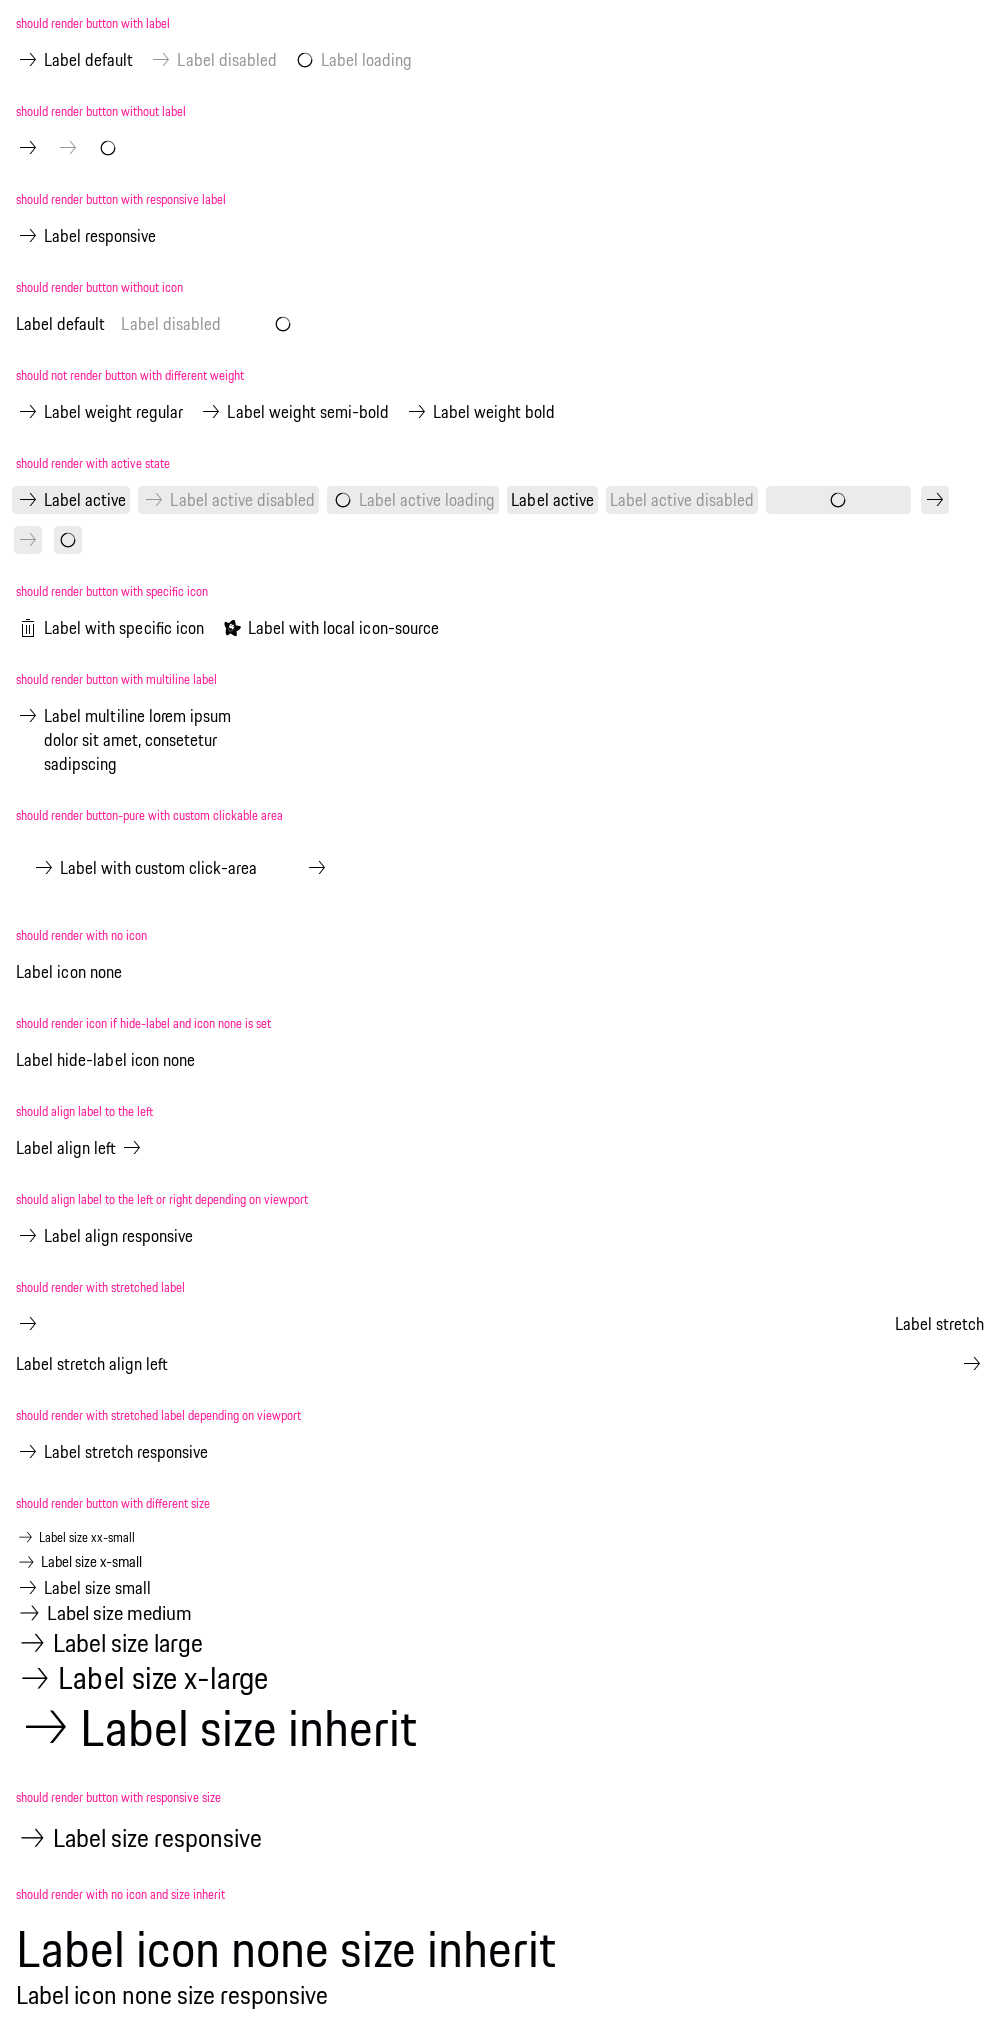 should render button with label
Label default Label disabled Label loading
should render button without label
should render button with responsive label
Label responsive
should render button without icon
Label default Label disabled
should not render button with different weight
Label weight regular Label weight semi-bold Label weight bold
should render with active state
Label active Label active disabled Label active loading Label active Label active disabled
should render button with specific icon
Label with specific icon Label with local icon-source
should render button with multiline label
Label multiline lorem ipsum
dolor sit amet, consetetur
sadipscing
should render button-pure with custom clickable area
Label with custom click-area
should render with no icon
Label icon none
should render icon if hide-label and icon none is set
Label hide-label icon none
should align label to the left
Label align left
should align label to the left or right depending on viewport
Label align responsive
should render with stretched label
Label stretch
Label stretch align left
should render with stretched label depending on viewport
Label stretch responsive
should render button with different size
Label size xx-small
Label size x-small
Label size small
Label size medium
Label size large
Label size x-large
Label size inherit
should render button with responsive size
Label size responsive
should render with no icon and size inherit
Label icon none size inherit
Label icon none size responsive